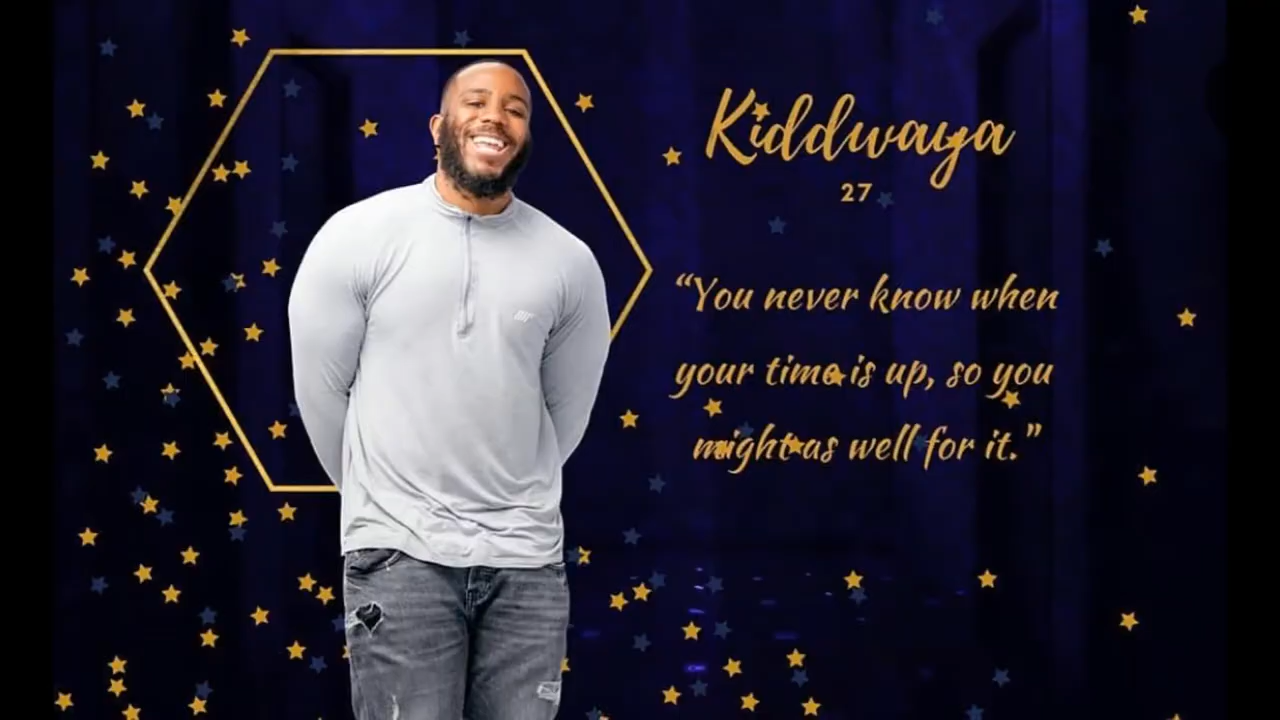 Kiddwaya
27
“You never know when
your time is up, so you
might as well for it.”